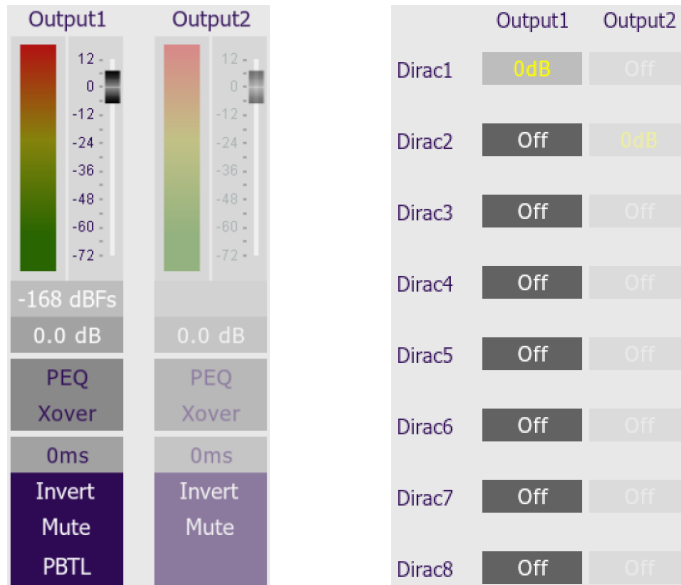 Output1 Output2
12 12
0 0
-12 -12
-24 -24
-36 -36
-48 -48
-60 -60
-72 -72
-168 dBFs
0.0 dB 0.0 dB
PEQ PEQ
Xover Xover
0ms 0ms
Invert Invert
Mute Mute
PBTL
Output1 Output2
Dirac1 0dB Off
Dirac2 Off 0dB
Dirac3 Off Off
Dirac4 Off Off
Dirac5 Off Off
Dirac6 Off Off
Dirac7 Off Off
Dirac8 Off Off